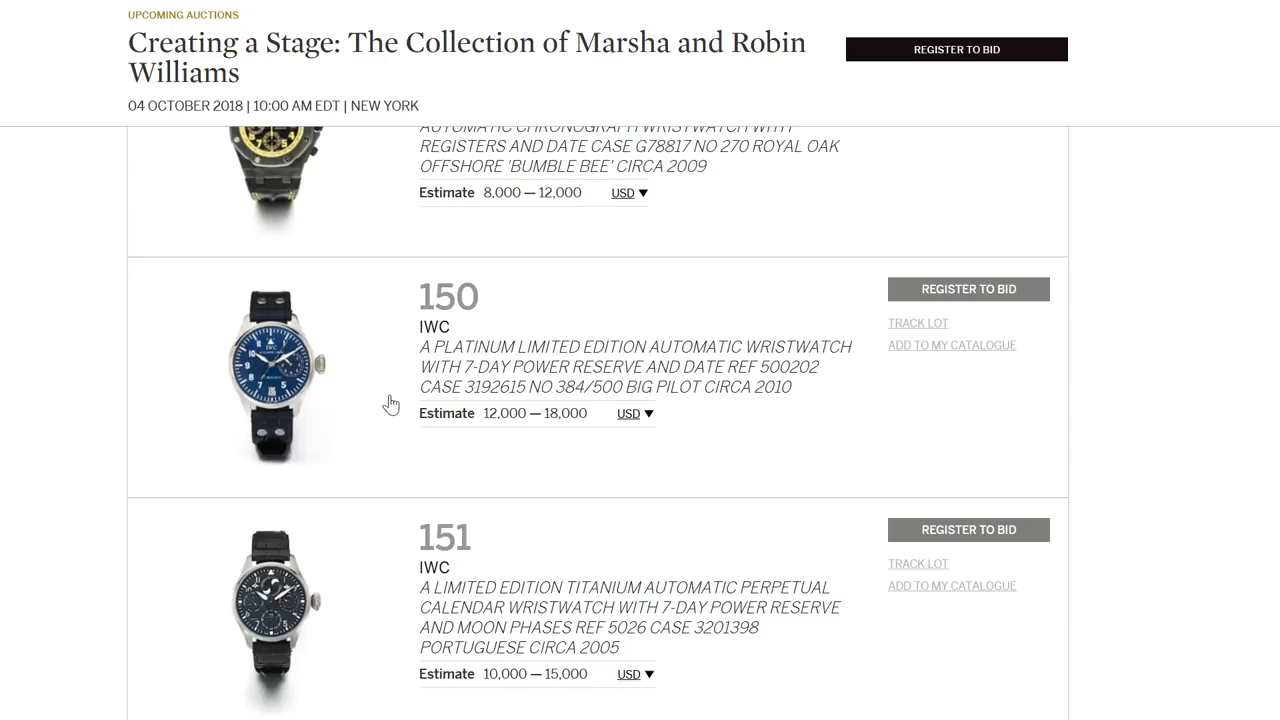 UPCOMING AUCTIONS
Creating a Stage: The Collection of Marsha and Robin
Williams
REGISTER TO BID
04 OCTOBER 2018 | 10:00 AM EDT | NEW YORK
AUTOMATIC CHRONOGRAPH WRISTWATCH WITH
REGISTERS AND DATE CASE G78817 NO 270 ROYAL OAK
OFFSHORE 'BUMBLE BEE' CIRCA 2009
Estimate 8,000 — 12,000 USD ▼
150
REGISTER TO BID
IWC
TRACK LOT
A PLATINUM LIMITED EDITION AUTOMATIC WRISTWATCH
ADD TO MY CATALOGUE
WITH 7-DAY POWER RESERVE AND DATE REF 500202
CASE 3192615 NO 384/500 BIG PILOT CIRCA 2010
Estimate 12,000 — 18,000 USD ▼
151
REGISTER TO BID
IWC
TRACK LOT
A LIMITED EDITION TITANIUM AUTOMATIC PERPETUAL
ADD TO MY CATALOGUE
CALENDAR WRISTWATCH WITH 7-DAY POWER RESERVE
AND MOON PHASES REF 5026 CASE 3201398
PORTUGUESE CIRCA 2005
Estimate 10,000 — 15,000 USD ▼